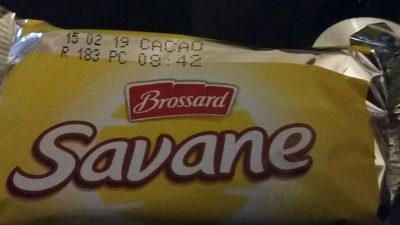 15 02 19 CACAO
R 183 PC 08:42
Brossard
Savane